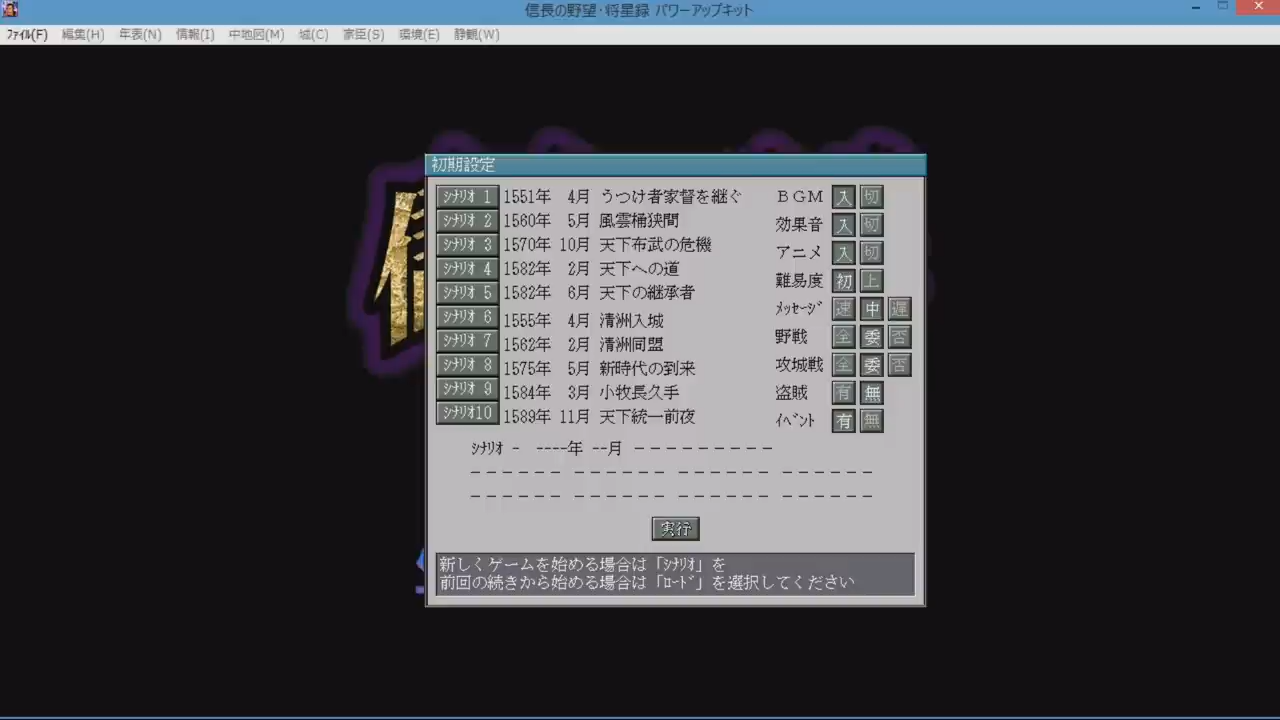 信長の野望・将星録 パワーアップキット
ﾌｧｲﾙ(F) 編集(H) 年表(N) 情報(I) 中地図(M) 城(C) 家臣(S) 環境(E) 静観(W)
初期設定
ｼﾅﾘｵ 1 1551年 4月 うつけ者家督を継ぐ
ｼﾅﾘｵ 2 1560年 5月 風雲桶狭間
ｼﾅﾘｵ 3 1570年 10月 天下布武の危機
ｼﾅﾘｵ 4 1582年 2月 天下への道
ｼﾅﾘｵ 5 1582年 6月 天下の継承者
ｼﾅﾘｵ 6 1555年 4月 清洲入城
ｼﾅﾘｵ 7 1562年 2月 清洲同盟
ｼﾅﾘｵ 8 1575年 5月 新時代の到来
ｼﾅﾘｵ 9 1584年 3月 小牧長久手
ｼﾅﾘｵ10 1589年 11月 天下統一前夜
ＢＧＭ 入 切
効果音 入 切
アニメ 入 切
難易度 初 上
ﾒｯｾｰｼﾞ 速 中 遅
野戦 全 委 否
攻城戦 全 委 否
盗賊 有 無
ｲﾍﾞﾝﾄ 有 無
ｼﾅﾘｵ - ----年 --月 ---------
------ ------ ------ ------
------ ------ ------ ------
実行
新しくゲームを始める場合は「ｼﾅﾘｵ」を
前回の続きから始める場合は「ﾛｰﾄﾞ」を選択してください